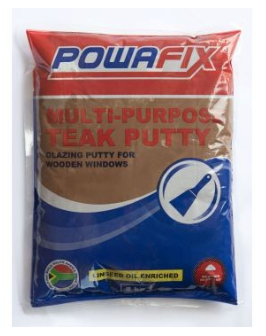 POWAFIX
MULTI-PURPOSE
TEAK PUTTY
GLAZING PUTTY FOR
WOODEN WINDOWS
LINSEED OIL ENRICHED